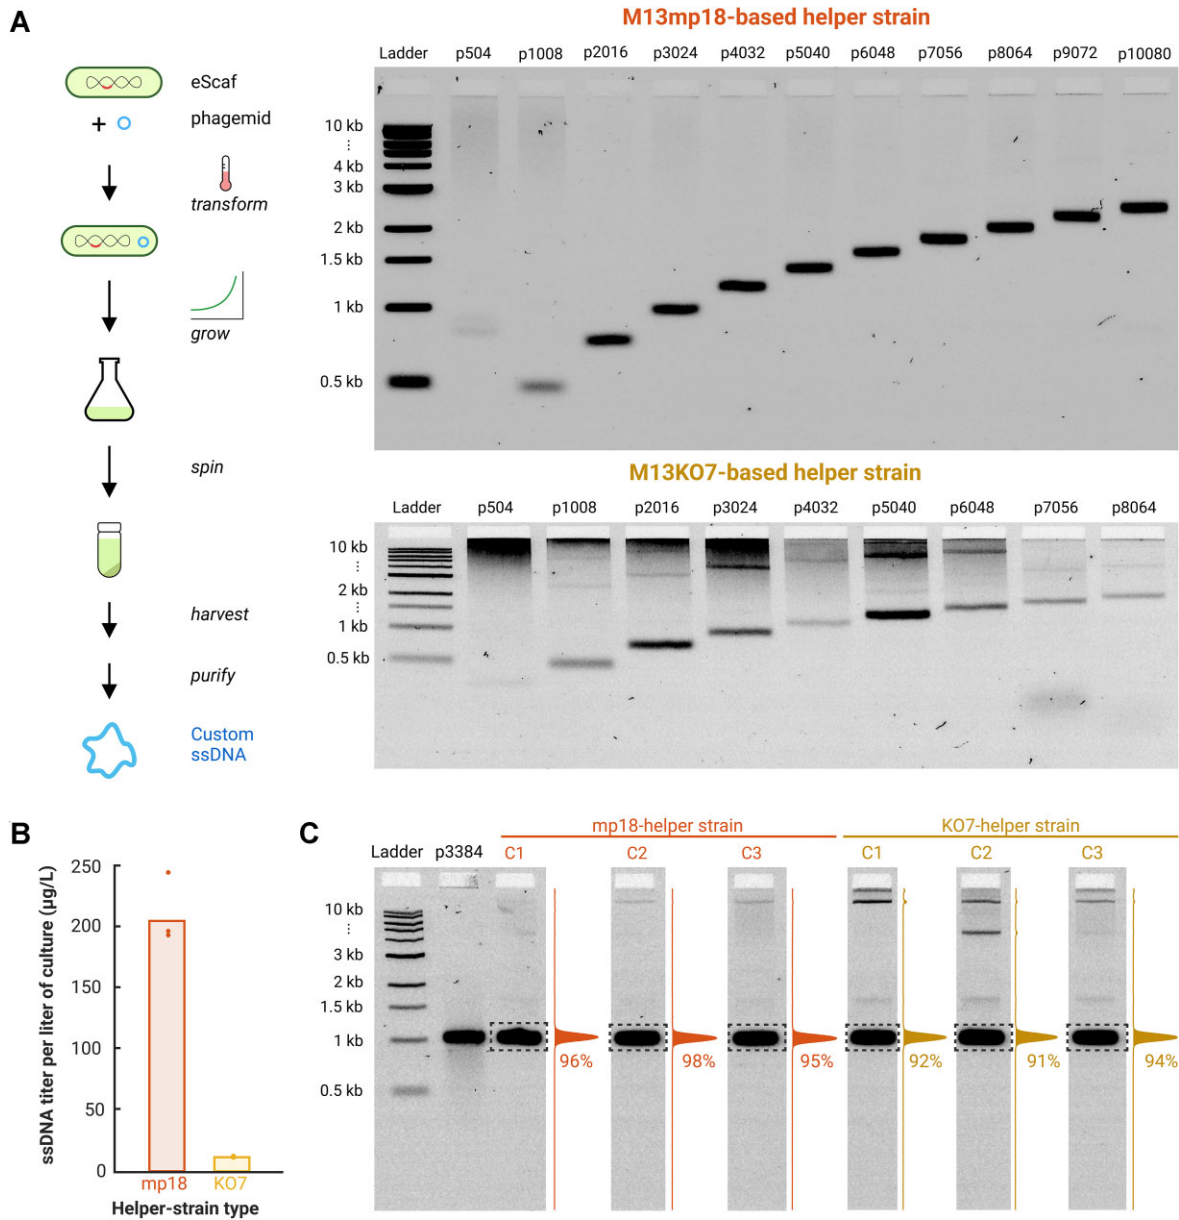 A
M13mp18-based helper strain
Ladder p504 p1008 p2016 p3024 p4032 p5040 p6048 p7056 p8064 p9072 p10080
10 kb
4 kb
3 kb
2 kb
1.5 kb
1 kb
0.5 kb
eScaf
+ phagemid
transform
grow
spin
harvest
purify
Custom
ssDNA
M13KO7-based helper strain
Ladder p504 p1008 p2016 p3024 p4032 p5040 p6048 p7056 p8064
10 kb
2 kb
1 kb
0.5 kb
B
ssDNA titer per liter of culture (µg/L)
250
200
150
100
50
0
mp18 KO7
Helper-strain type
C
mp18-helper strain KO7-helper strain
Ladder p3384 C1 C2 C3 C1 C2 C3
10 kb
3 kb
2 kb
1.5 kb
1 kb
0.5 kb
96% 98% 95% 92% 91% 94%